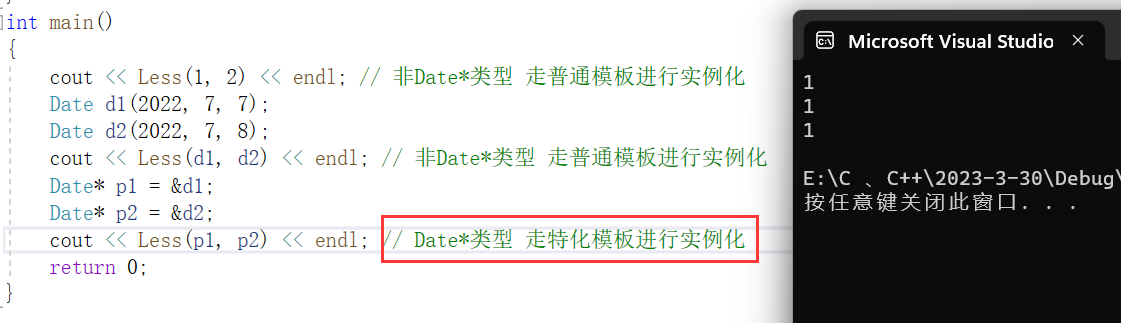 int main()
{
cout << Less(1, 2) << endl; // 非Date*类型 走普通模板进行实例化
Date d1(2022, 7, 7);
Date d2(2022, 7, 8);
cout << Less(d1, d2) << endl; // 非Date*类型 走普通模板进行实例化
Date* p1 = &d1;
Date* p2 = &d2;
cout << Less(p1, p2) << endl; // Date*类型 走特化模板进行实例化
return 0;
}
Microsoft Visual Studio
1
1
1
E:\C 、C++\2023-3-30\Debug\
按任意键关闭此窗口. . .